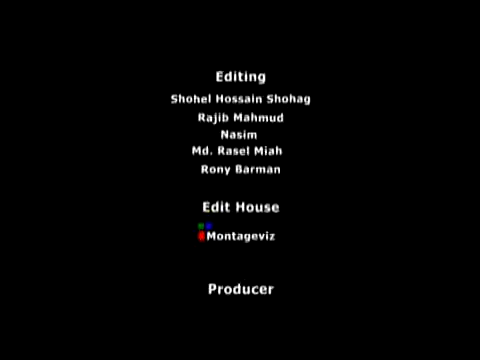 Editing
Shohel Hossain Shohag
Rajib Mahmud
Nasim
Md. Rasel Miah
Rony Barman
Edit House
Montageviz
Producer